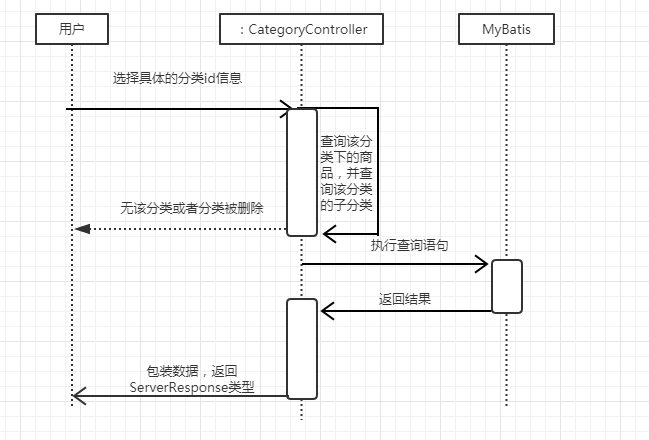 用户
：CategoryController
MyBatis
选择具体的分类id信息
查询该分
类下的商
品，并查
询该分类
的子分类
无该分类或者分类被删除
执行查询语句
返回结果
包装数据，返回
ServerResponse类型